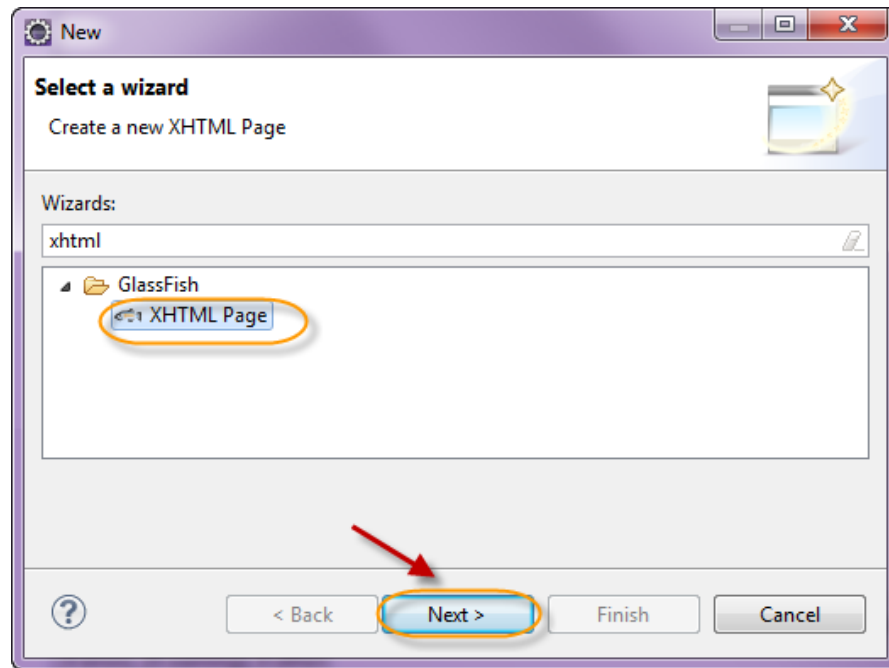 New
Select a wizard
Create a new XHTML Page
Wizards:
xhtml
GlassFish
XHTML Page
< Back Next > Finish Cancel